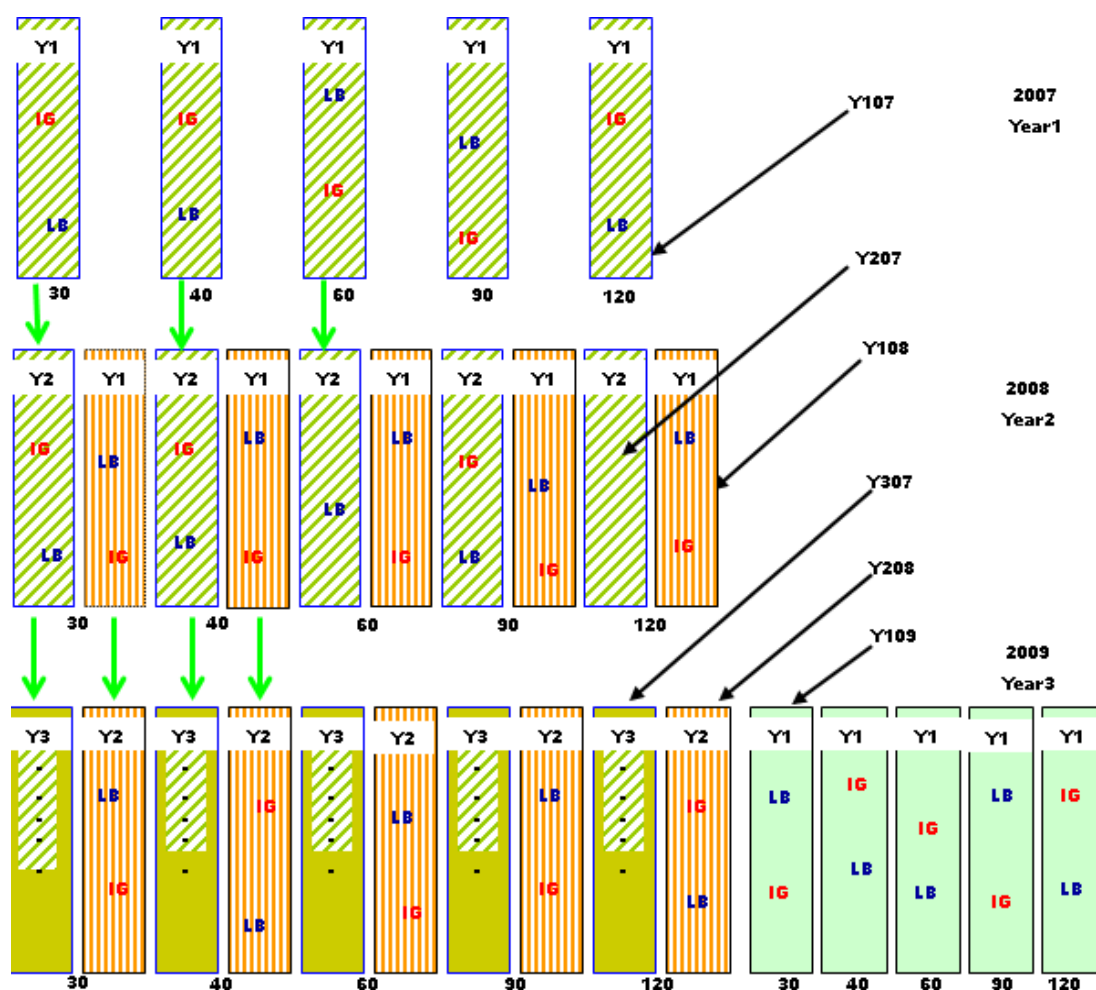 Y1 Y1 Y1 Y1 Y1
LB
2007
Y107
IG IG IG Year1
LB
IG
LB LB LB
IG
30 40 60 90 120
Y207
Y2 Y1 Y2 Y1 Y2 Y1 Y2 Y1 Y2 Y1
Y108
2008
Year2
LB LB LB
IG IG
LB IG
LB
Y307
LB
LB LB IG IG LB IG
IG IG
Y208
30 40 60 90 120
Y109
2009
Year3
Y3 Y2 Y3 Y2 Y3 Y2 Y3 Y2 Y3 Y2 Y1 Y1 Y1 Y1 Y1
- - - - -
IG
- LB - - - LB - LB LB IG
IG IG
- - - LB - -
IG
- - - - -
- - - - - LB
IG IG IG LB LB
LB IG
IG
LB
30 40 60 90 120 30 40 60 90 120